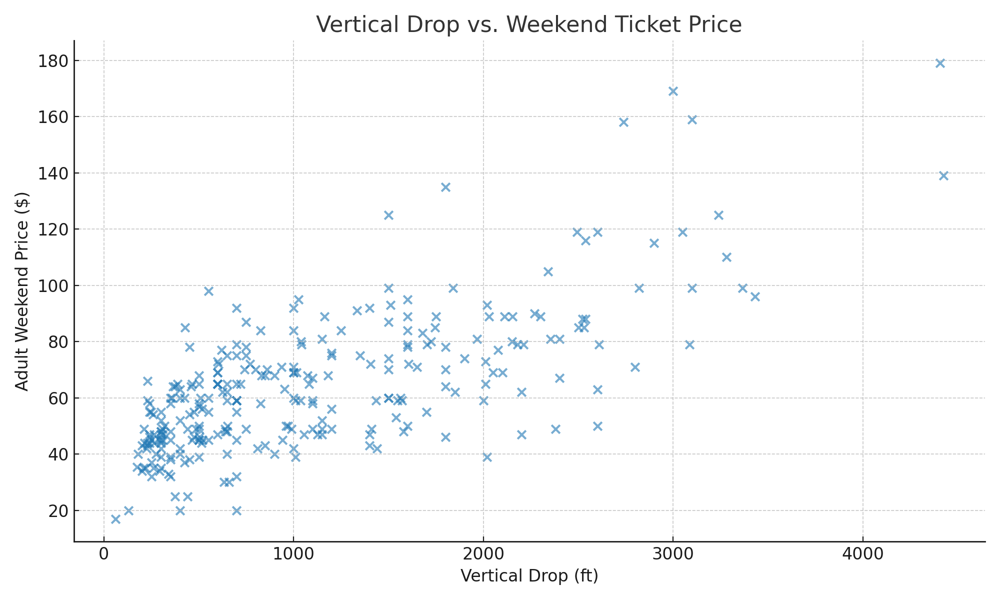 Vertical Drop vs. Weekend Ticket Price
Adult Weekend Price ($)
180
160
140
120
100
80
60
40
20
0 1000 2000 3000 4000
Vertical Drop (ft)